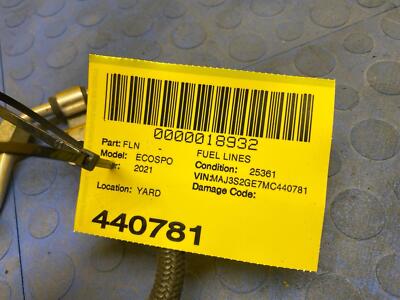 0000018932
Part: FLN - FUEL LINES
Model: ECOSPO Condition: 25361
r: 2021 VIN:MAJ3S2GE7MC440781
Location: YARD Damage Code:
440781